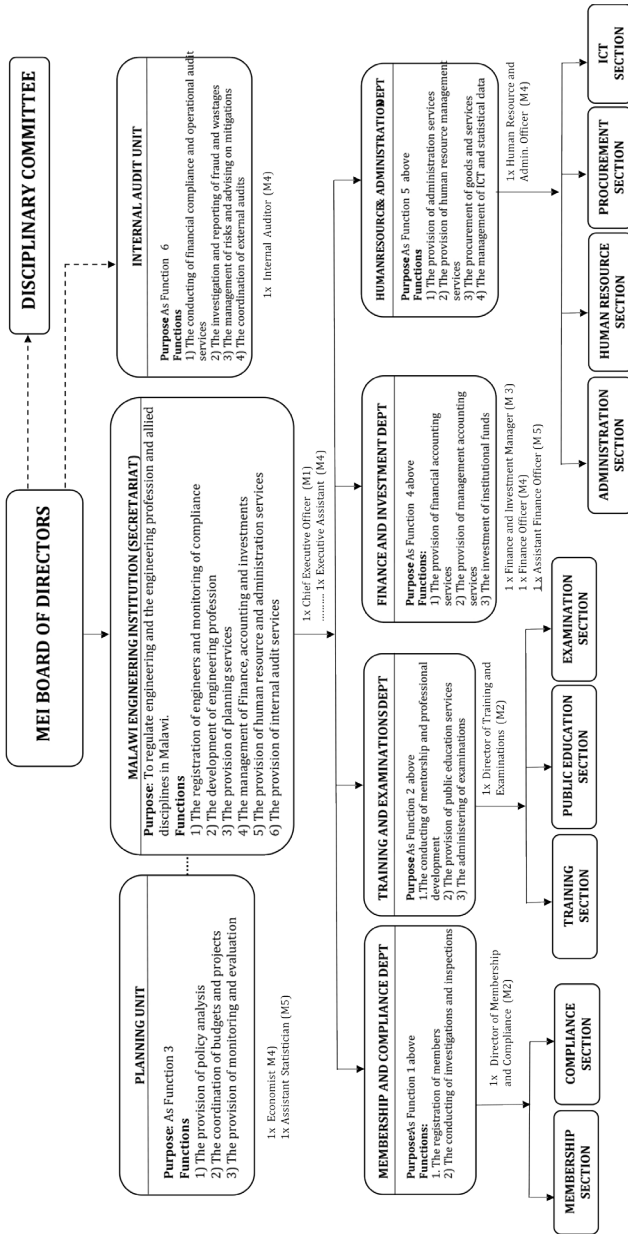 MEI BOARD OF DIRECTORS
DISCIPLINARY COMMITTEE
PLANNING UNIT
Purpose: As Function 3
Functions
1) The provision of policy analysis
2) The coordination of budgets and projects
3) The provision of monitoring and evaluation
1x Economist M4)
1x Assistant Statistician (M5)
MALAWI ENGINEERING INSTITUTION (SECRETARIAT)
Purpose: To regulate engineering and the engineering profession and allied
disciplines in Malawi.
Functions
1) The registration of engineers and monitoring of compliance
2) The development of engineering profession
3) The provision of planning services
4) The management of Finance, accounting and investments
5) The provision of human resource and administration services
6) The provision of internal audit services
1x Chief Executive Officer (M1)
......... 1x Executive Assistant (M4)
INTERNAL AUDIT UNIT
Purpose As Function 6
Functions
1) The conducting of financial compliance and operational audit
services
2) The investigation and reporting of fraud and wastages
3) The management of risks and advising on mitigations
4) The coordination of external audits
1x Internal Auditor (M4)
MEMBERSHIP AND COMPLIANCE DEPT
Purpose:As Function 1 above
Functions:
1. The registration of members
2) The conducting of investigations and inspections
1x Director of Membership
and Compliance (M2)
TRAINING AND EXAMINATIONS DEPT
Purpose As Function 2 above
1.The conducting of mentorship and professional
development
2) The provision of public education services
3) The administering of examinations
1x Director of Training and
Examinations (M2)
FINANCE AND INVESTMENT DEPT
Purpose As Function 4 above
Functions:
1) The provision of financial accounting
services
2) The provision of management accounting
services
3) The investment of institutional funds
1 x Finance and Investment Manager (M 3)
1 x Finance Officer (M4)
1 x Assistant Finance Officer (M 5)
HUMANRESOURCE& ADMINISTRATIONDEPT
Purpose As Function 5 above
Functions
1) The provision of administration services
2) The provision of human resource management
services
3) The procurement of goods and services
4) The management of ICT and statistical data
1x Human Resource and
Admin. Officer (M4)
MEMBERSHIP
SECTION
COMPLIANCE
SECTION
TRAINING
SECTION
PUBLIC EDUCATION
SECTION
EXAMINATION
SECTION
ADMINISTRATION
SECTION
HUMAN RESOURCE
SECTION
PROCUREMENT
SECTION
ICT
SECTION